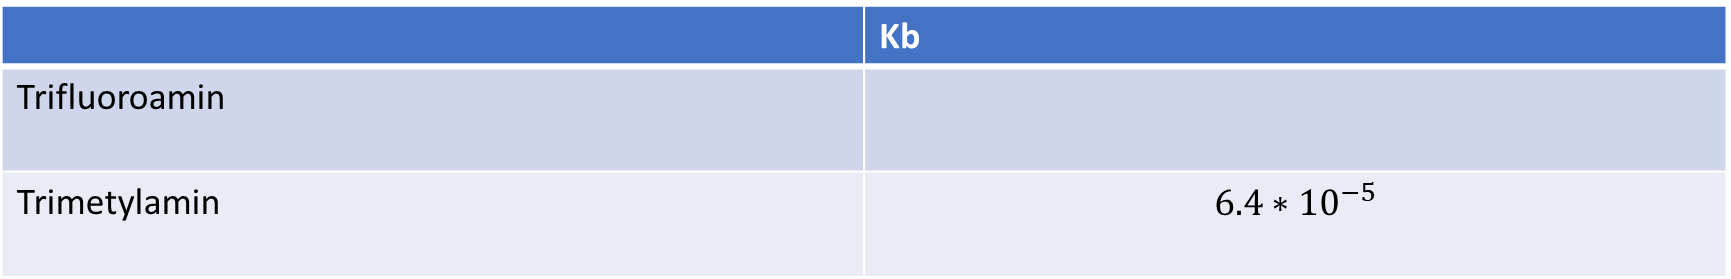 Kb
Trifluoroamin
Trimetylamin 6.4 ∗ 10⁻⁵